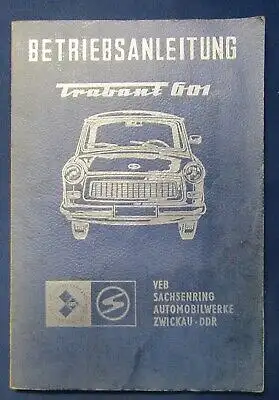 BETRIEBSANLEITUNG
Trabant 601
VEB
SACHSENRING
AUTOMOBILWERKE
ZWICKAU · DDR